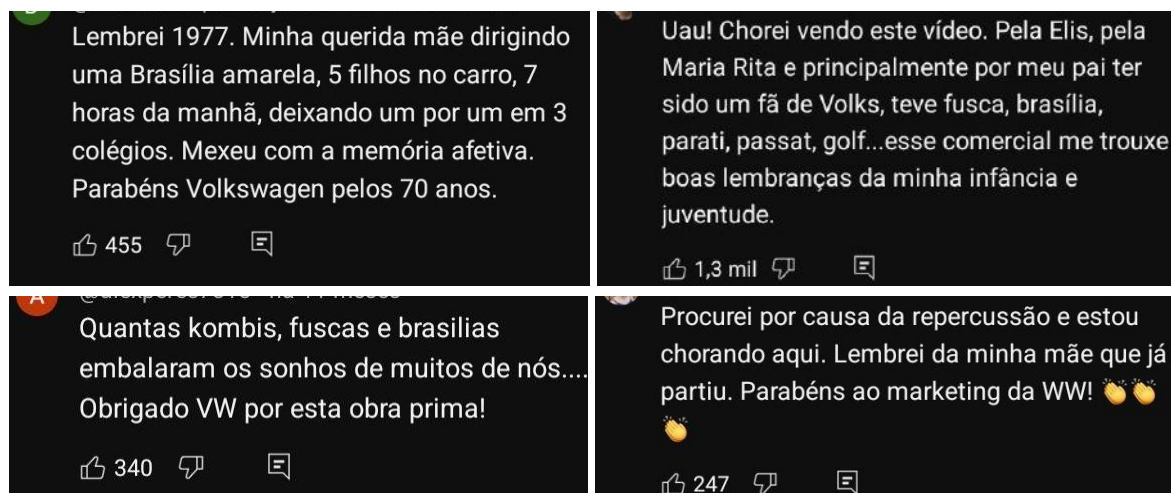 Lembrei 1977. Minha querida mãe dirigindo
uma Brasília amarela, 5 filhos no carro, 7
horas da manhã, deixando um por um em 3
colégios. Mexeu com a memória afetiva.
Parabéns Volkswagen pelos 70 anos.
455
Uau! Chorei vendo este vídeo. Pela Elis, pela
Maria Rita e principalmente por meu pai ter
sido um fã de Volks, teve fusca, brasília,
parati, passat, golf...esse comercial me trouxe
boas lembranças da minha infância e
juventude.
1,3 mil
A
Quantas kombis, fuscas e brasilias
embalaram os sonhos de muitos de nós....
Obrigado VW por esta obra prima!
340
Procurei por causa da repercussão e estou
chorando aqui. Lembrei da minha mãe que já
partiu. Parabéns ao marketing da WW! 👏👏
👏
247